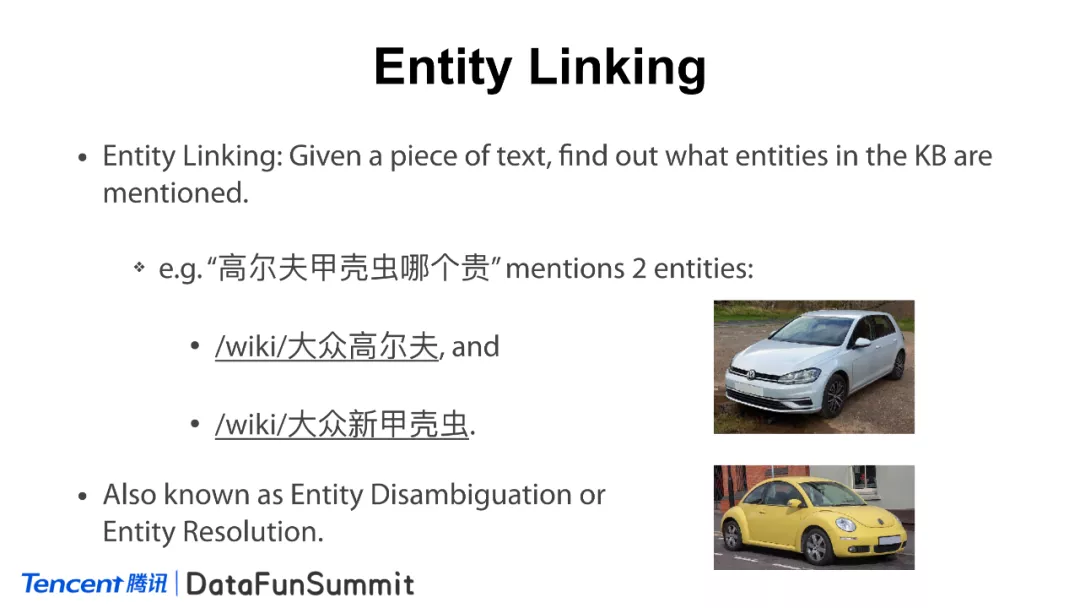 Entity Linking
• Entity Linking: Given a piece of text, find out what entities in the KB are
mentioned.
❖ e.g. “高尔夫甲壳虫哪个贵” mentions 2 entities:
• /wiki/大众高尔夫, and
• /wiki/大众新甲壳虫.
• Also known as Entity Disambiguation or
Entity Resolution.
Tencent 腾讯 | DataFunSummit